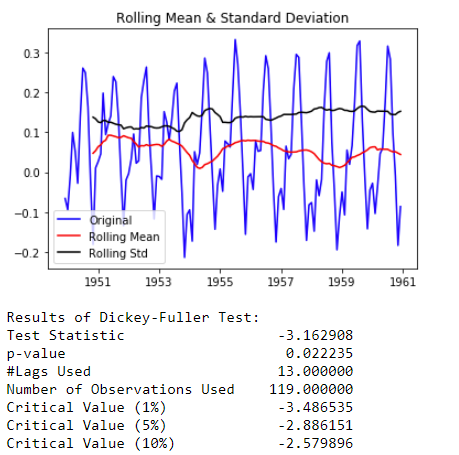 Rolling Mean & Standard Deviation
0.3
0.2
0.1
0.0
−0.1
−0.2
Original
Rolling Mean
Rolling Std
1951 1953 1955 1957 1959 1961
Results of Dickey-Fuller Test:
Test Statistic -3.162908
p-value 0.022235
#Lags Used 13.000000
Number of Observations Used 119.000000
Critical Value (1%) -3.486535
Critical Value (5%) -2.886151
Critical Value (10%) -2.579896